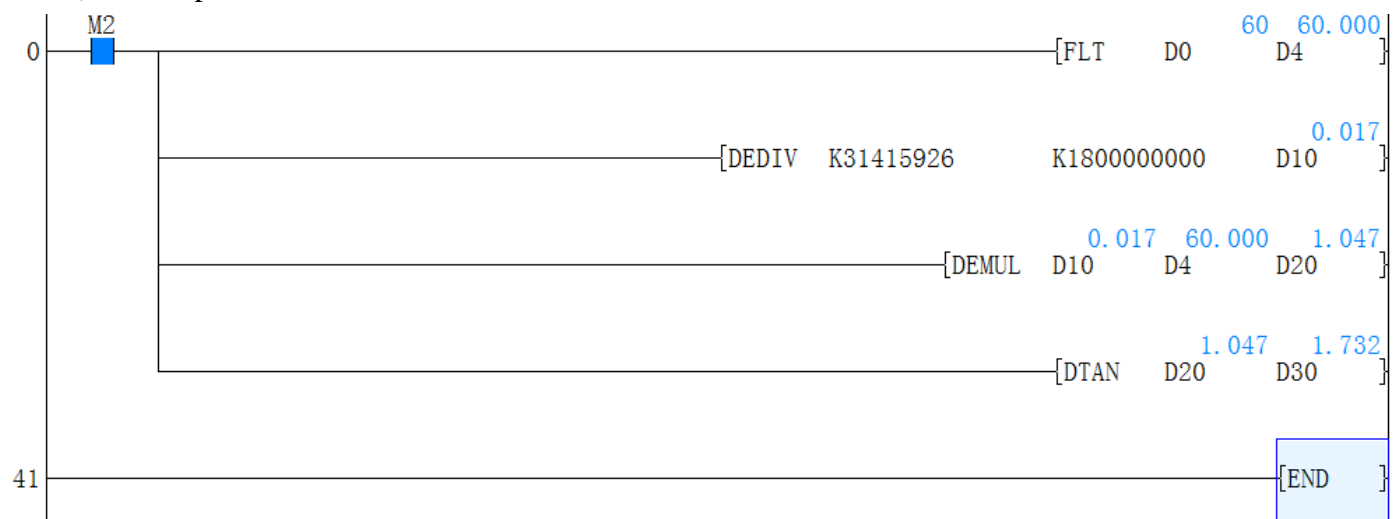 M2
60 60.000
0 [FLT D0 D4 ]
0.017
[DEDIV K31415926 K1800000000 D10 ]
0.017 60.000 1.047
[DEMUL D10 D4 D20 ]
1.047 1.732
[DTAN D20 D30 ]
41 [END ]